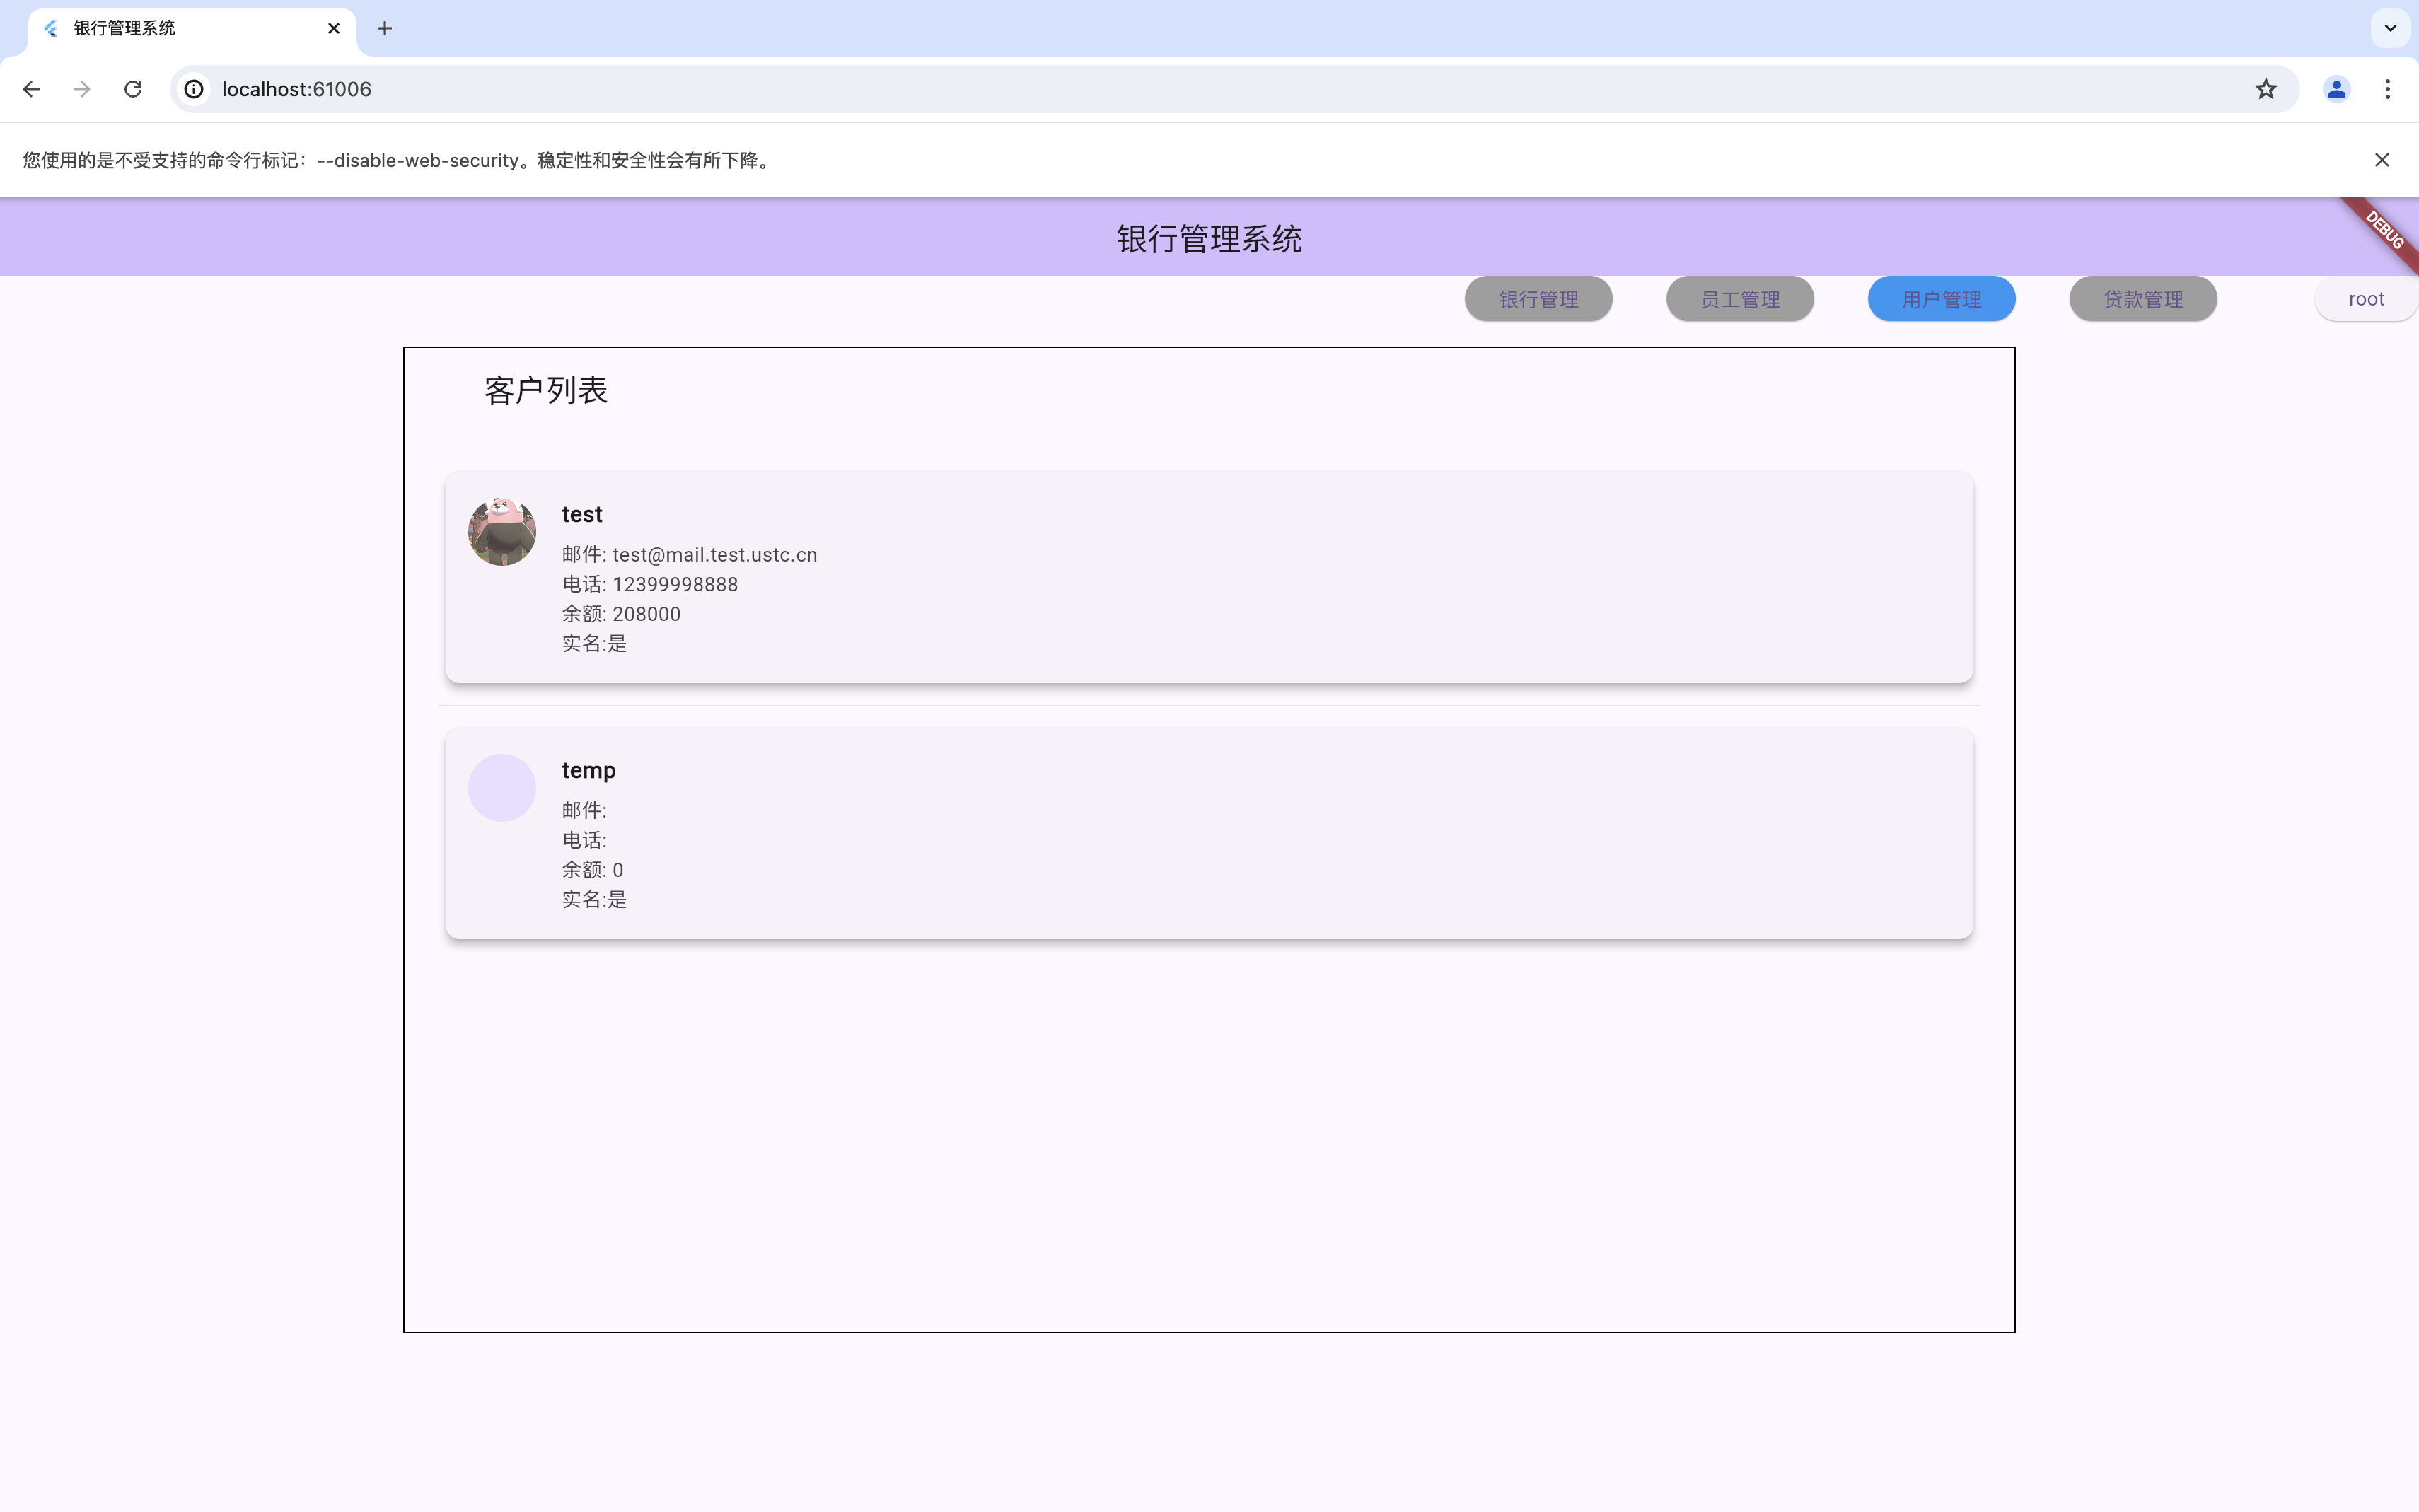 银行管理系统
localhost:61006
您使用的是不受支持的命令行标记：--disable-web-security。稳定性和安全性会有所下降。
银行管理系统
DEBUG
银行管理 员工管理 用户管理 贷款管理 root
客户列表
test
邮件: test@mail.test.ustc.cn
电话: 12399998888
余额: 208000
实名:是
temp
邮件:
电话:
余额: 0
实名:是